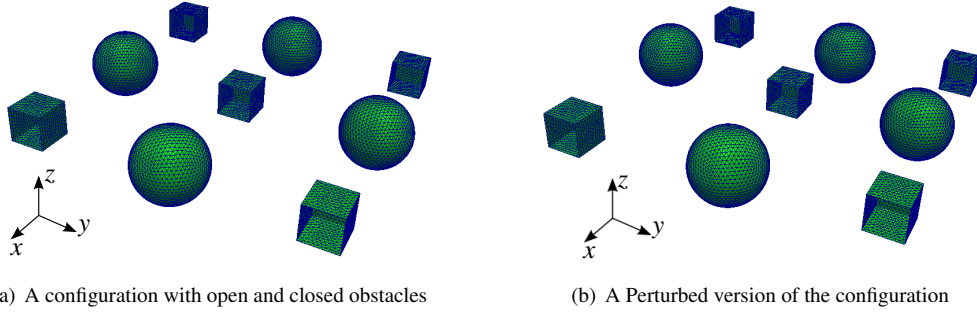 z
y
x
z
y
x
a) A configuration with open and closed obstacles
(b) A Perturbed version of the configuration